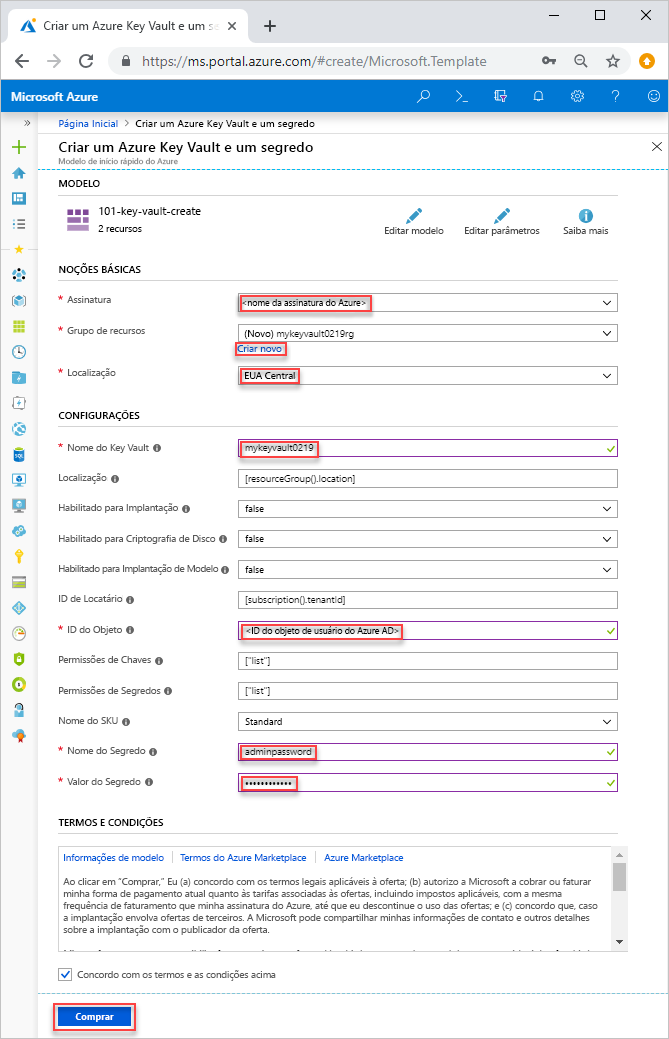 Criar um Azure Key Vault e um se
https://ms.portal.azure.com/#create/Microsoft.Template
Microsoft Azure
Página Inicial > Criar um Azure Key Vault e um segredo
Criar um Azure Key Vault e um segredo
Modelo de início rápido do Azure
MODELO
101-key-vault-create
2 recursos
Editar modelo
Editar parâmetros
Saiba mais
NOÇÕES BÁSICAS
* Assinatura
<nome da assinatura do Azure>
* Grupo de recursos
(Novo) mykeyvault0219rg
Criar novo
* Localização
EUA Central
CONFIGURAÇÕES
* Nome do Key Vault
mykeyvault0219
Localização
[resourceGroup().location]
Habilitado para Implantação
false
Habilitado para Criptografia de Disco
false
Habilitado para Implantação de Modelo
false
ID de Locatário
[subscription().tenantId]
* ID do Objeto
<ID do objeto de usuário do Azure AD>
Permissões de Chaves
["list"]
Permissões de Segredos
["list"]
Nome do SKU
Standard
* Nome do Segredo
adminpassword
* Valor do Segredo
••••••••••••
TERMOS E CONDIÇÕES
Informações de modelo | Termos do Azure Marketplace | Azure Marketplace
Ao clicar em “Comprar,” Eu (a) concordo com os termos legais aplicáveis à oferta; (b) autorizo a Microsoft a cobrar ou faturar
minha forma de pagamento atual quanto às tarifas associadas às ofertas, incluindo impostos aplicáveis, com a mesma
frequência de faturamento que minha assinatura do Azure, até que eu descontinue o uso das ofertas; e (c) concordo que, caso
a implantação envolva ofertas de terceiros. A Microsoft pode compartilhar minhas informações de contato e outros detalhes
sobre a implantação com o publicador da oferta.
Concordo com os termos e as condições acima
Comprar